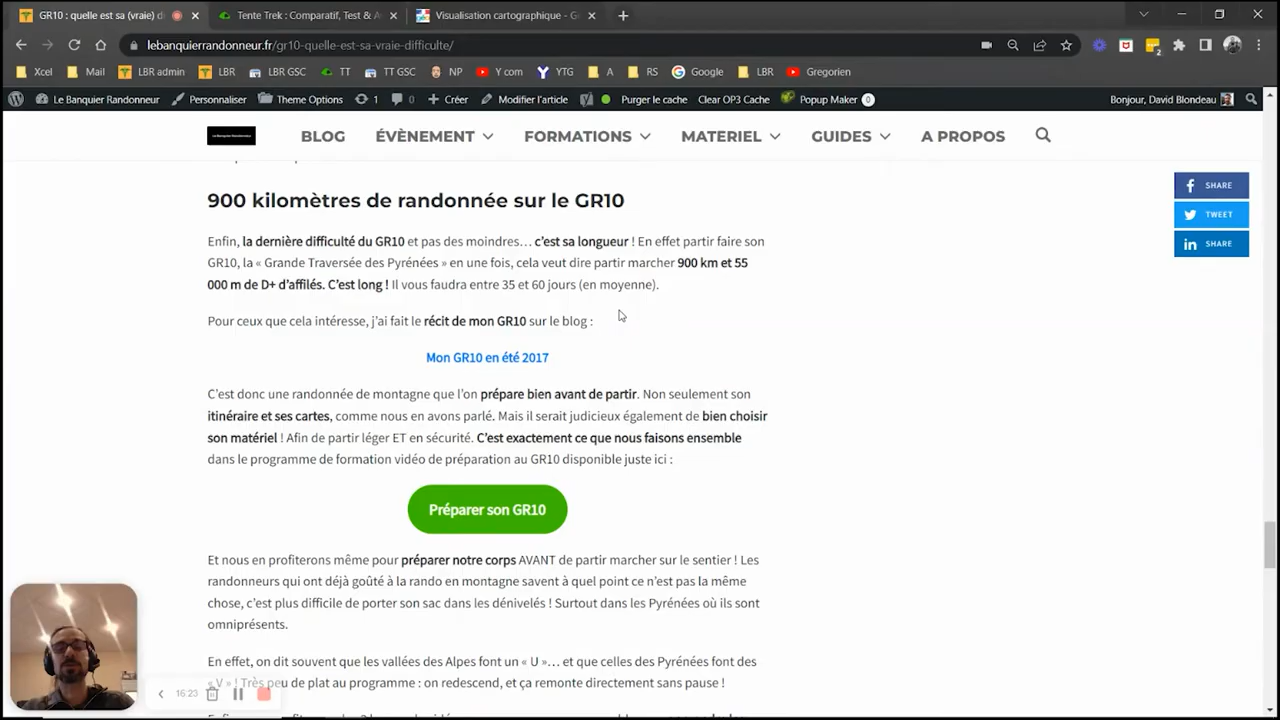 GR10 : quelle est sa (vraie) d
Tente Trek : Comparatif, Test & A
Visualisation cartographique - G
lebanquierrandonneur.fr/gr10-quelle-est-sa-vraie-difficulte/
Xcel Mail LBR admin LBR LBR GSC TT TT GSC NP Y com YTG A RS Google LBR Gregorien
Le Banquier Randonneur Personnaliser Theme Options 1 0 Créer Modifier l'article Purger le cache Clear OP3 Cache Popup Maker 0 Bonjour, David Blondeau
Le Banquier Randonneur BLOG ÉVÈNEMENT FORMATIONS MATERIEL GUIDES A PROPOS
SHARE
TWEET
SHARE
900 kilomètres de randonnée sur le GR10
Enfin, la dernière difficulté du GR10 et pas des moindres… c'est sa longueur ! En effet partir faire son
GR10, la « Grande Traversée des Pyrénées » en une fois, cela veut dire partir marcher 900 km et 55
000 m de D+ d'affilés. C'est long ! Il vous faudra entre 35 et 60 jours (en moyenne).
Pour ceux que cela intéresse, j'ai fait le récit de mon GR10 sur le blog :
Mon GR10 en été 2017
C'est donc une randonnée de montagne que l'on prépare bien avant de partir. Non seulement son
itinéraire et ses cartes, comme nous en avons parlé. Mais il serait judicieux également de bien choisir
son matériel ! Afin de partir léger ET en sécurité. C'est exactement ce que nous faisons ensemble
dans le programme de formation vidéo de préparation au GR10 disponible juste ici :
Préparer son GR10
Et nous en profiterons même pour préparer notre corps AVANT de partir marcher sur le sentier ! Les
randonneurs qui ont déjà goûté à la rando en montagne savent à quel point ce n'est pas la même
chose, c'est plus difficile de porter son sac dans les dénivelés ! Surtout dans les Pyrénées où ils sont
omniprésents.
En effet, on dit souvent que les vallées des Alpes font un « U »… et que celles des Pyrénées font des
« V » ! Très peu de plat au programme : on redescend, et ça remonte directement sans pause !
16:23